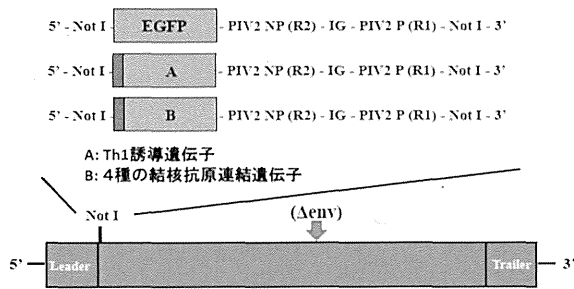 5' - Not I EGFP - PIV2 NP (R2) - IG - PIV2 P (R1) - Not I - 3'
5' - Not I A - PIV2 NP (R2) - IG - PIV2 P (R1) - Not I - 3'
5' - Not I B - PIV2 NP (R2) - IG - PIV2 P (R1) - Not I - 3'
A: Th1誘導遺伝子
B: 4種の結核抗原連結遺伝子
Not I (Δenv)
5' Leader Trailer 3'